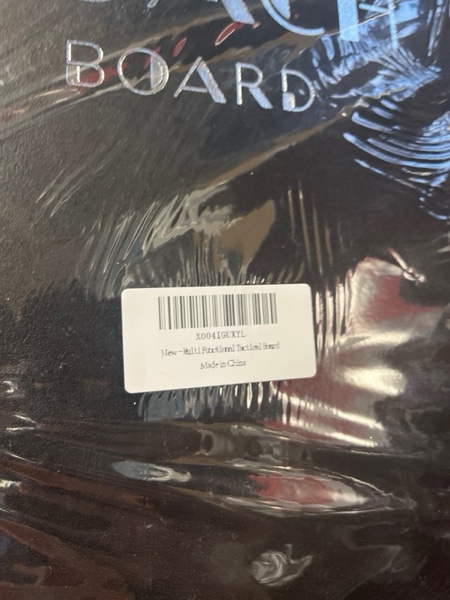 BOARD
X0041GUXYL
New - Multi Functional Tactical Board
Made in China